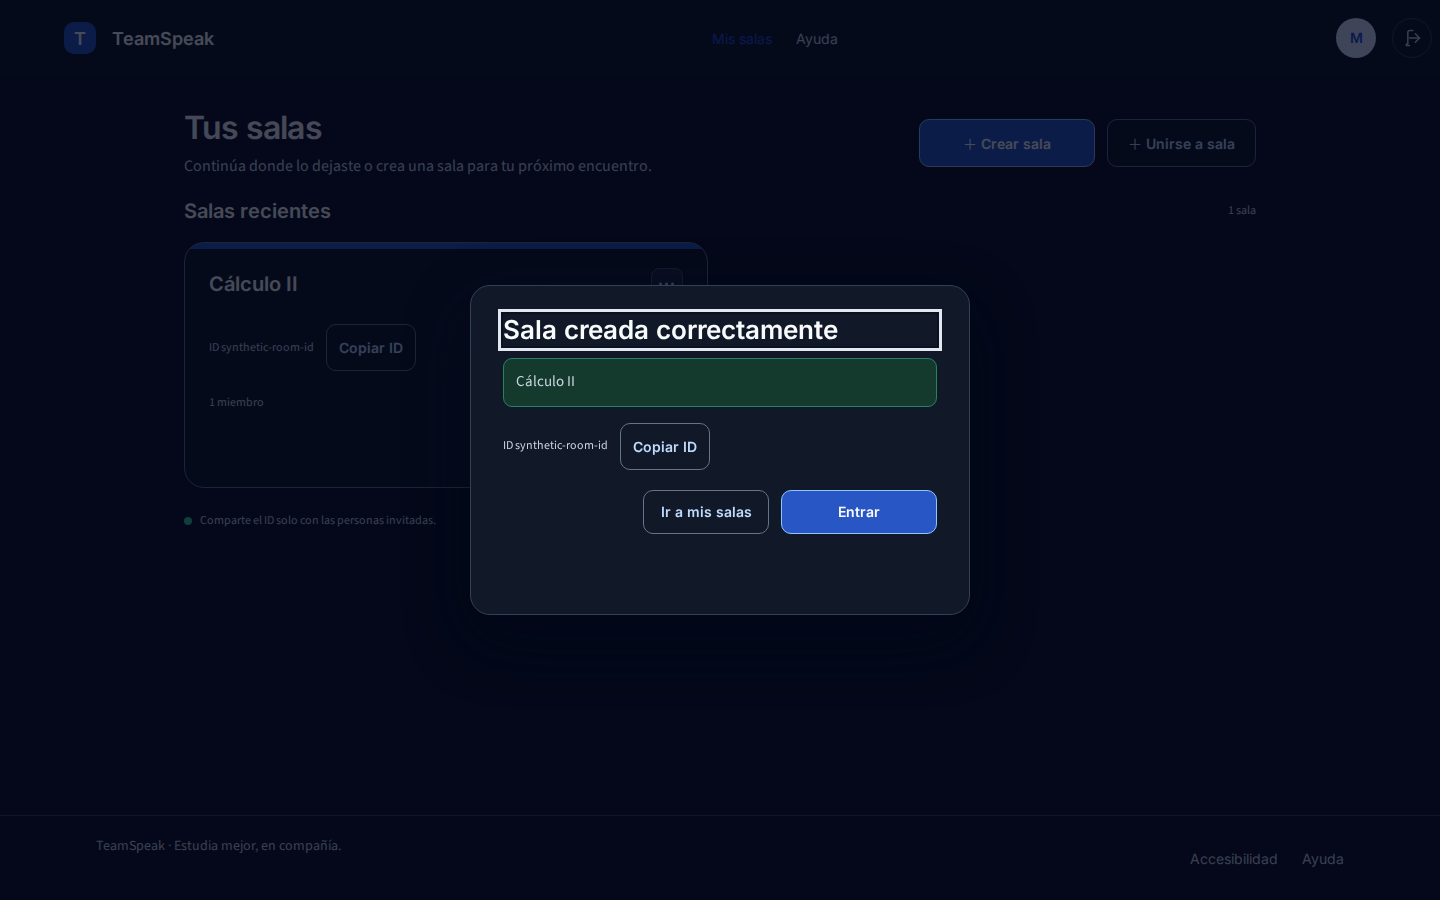 T TeamSpeak
Mis salas Ayuda
M
Tus salas
Continúa donde lo dejaste o crea una sala para tu próximo encuentro.
+ Crear sala
+ Unirse a sala
Salas recientes
1 sala
Cálculo II
...
ID synthetic-room-id
Copiar ID
1 miembro
Comparte el ID solo con las personas invitadas.
Sala creada correctamente
Cálculo II
ID synthetic-room-id
Copiar ID
Ir a mis salas
Entrar
TeamSpeak · Estudia mejor, en compañía.
Accesibilidad Ayuda